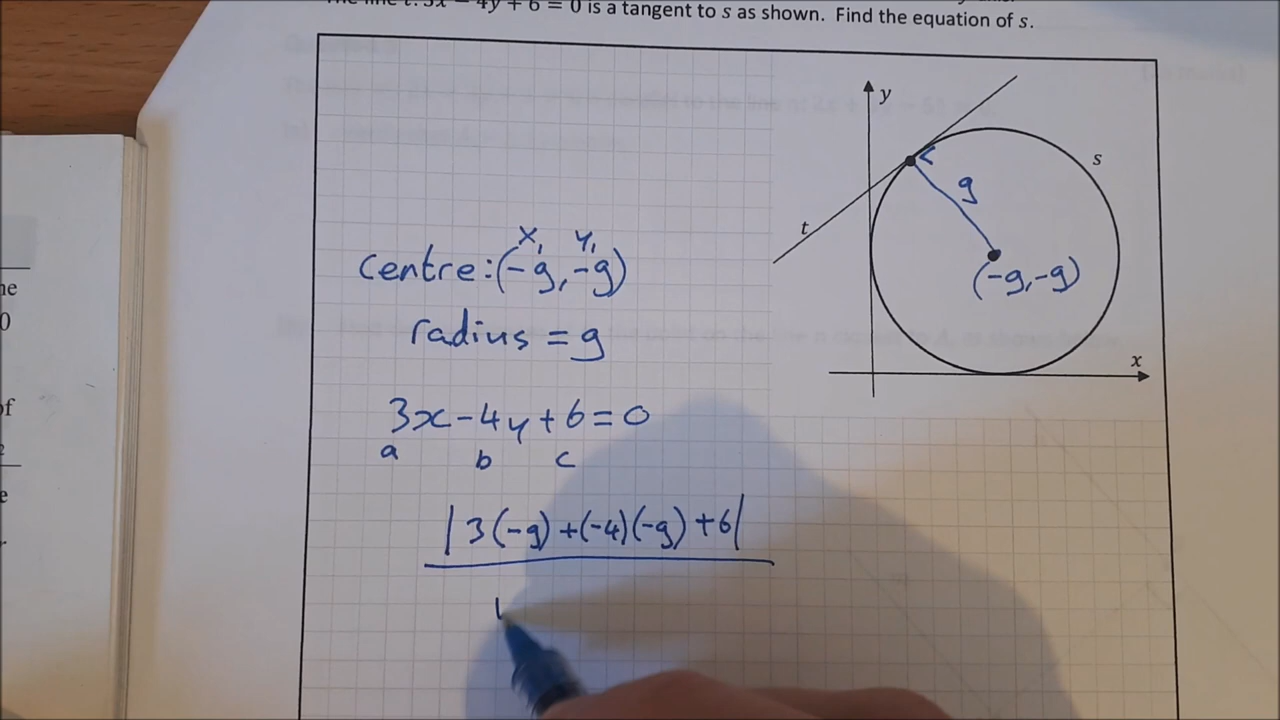 The line t: 3x − 4y + 6 = 0 is a tangent to s as shown. Find the equation of s.
y
s
g
t
x₁ y₁
centre: (-g, -g)
(-g, -g)
radius = g
x
3x - 4y + 6 = 0
a b c
|3(-g) + (-4)(-g) + 6|